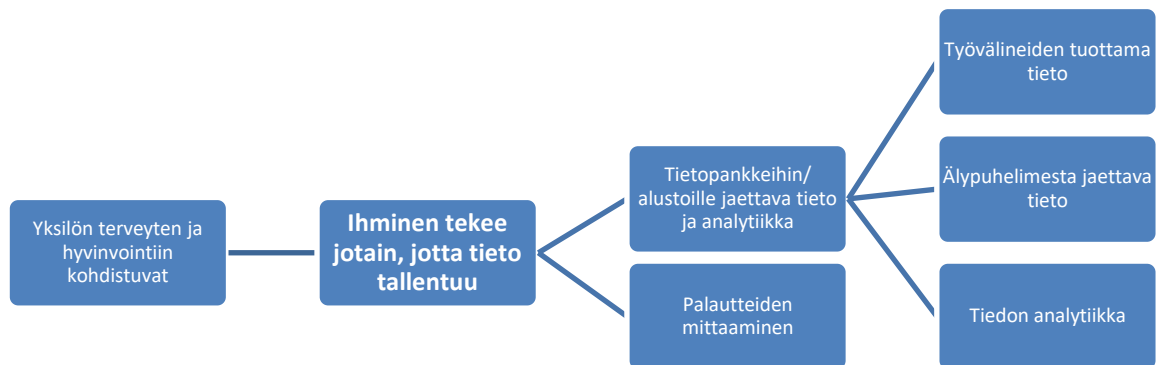 Yksilön terveyten ja
hyvinvointiin
kohdistuvat
Ihminen tekee
jotain, jotta tieto
tallentuu
Tietopankkeihin/
alustoille jaettava tieto
ja analytiikka
Palautteiden
mittaaminen
Työvälineiden tuottama
tieto
Älypuhelimesta jaettava
tieto
Tiedon analytiikka